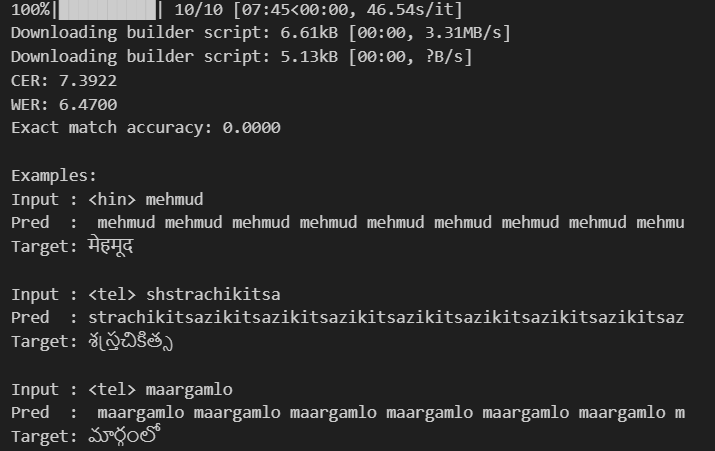 100%|██████████| 10/10 [07:45<00:00, 46.54s/it]
Downloading builder script: 6.61kB [00:00, 3.31MB/s]
Downloading builder script: 5.13kB [00:00, ?B/s]
CER: 7.3922
WER: 6.4700
Exact match accuracy: 0.0000
Examples:
Input : <hin> mehmud
Pred  :  mehmud mehmud mehmud mehmud mehmud mehmud mehmud mehmud mehmu
Target: मेहमूद
Input : <tel> shstrachikitsa
Pred  : strachikitsazikitsazikitsazikitsazikitsazikitsazikitsazikitsaz
Target: శస్త్రచికిత్స
Input : <tel> maargamlo
Pred  :  maargamlo maargamlo maargamlo maargamlo maargamlo maargamlo m
Target: మార్గంలో